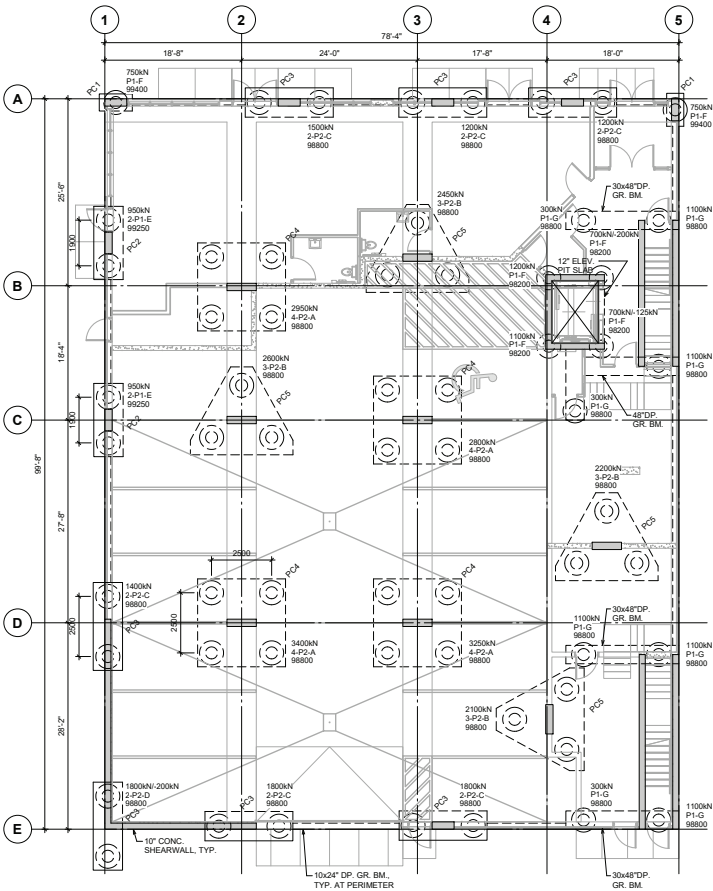 1
2
3
4
5
78'-4"
18'-8"
24'-0"
17'-8"
18'-0"
PC1
750kN
P1-F
99400
PC3
PC3
PC3
PC1
A
750kN
P1-F
99400
1500kN
2-P2-C
98800
1200kN
2-P2-C
98800
1200kN
2-P2-C
98800
25'-6"
30x48"DP.
GR. BM.
950kN
2-P1-E
99250
2450kN
3-P2-B
98800
300kN
P1-G
98800
1100kN
P1-G
98800
1900
PC2
PC4
PC5
700kN/-200kN
P1-F
98200
12" ELEV.
PIT SLAB
1200kN
P1-F
98200
B
2950kN
4-P2-A
98800
700kN/-125kN
P1-F
98200
18'-4"
1100kN
P1-F
98200
2600kN
3-P2-B
98800
PC4
1100kN
P1-G
98800
950kN
2-P1-E
99250
PC5
300kN
P1-G
98800
48"DP.
GR. BM.
1900
PC2
C
2800kN
4-P2-A
98800
99'-8"
2200kN
3-P2-B
98800
27'-8"
PC5
2500
PC4
PC4
1400kN
2-P2-C
98800
30x48"DP.
GR. BM.
2500
2500
PC3
1100kN
P1-G
98800
D
3400kN
4-P2-A
98800
3250kN
4-P2-A
98800
1100kN
P1-G
98800
2100kN
3-P2-B
98800
PC5
28'-2"
1800kN/-200kN
2-P2-D
98800
PC3
1800kN
2-P2-C
98800
PC3
1800kN
2-P2-C
98800
PC3
300kN
P1-G
98800
1100kN
P1-G
98800
E
10" CONC.
SHEARWALL, TYP.
10x24" DP. GR. BM.,
TYP. AT PERIMETER
30x48"DP.
GR. BM.